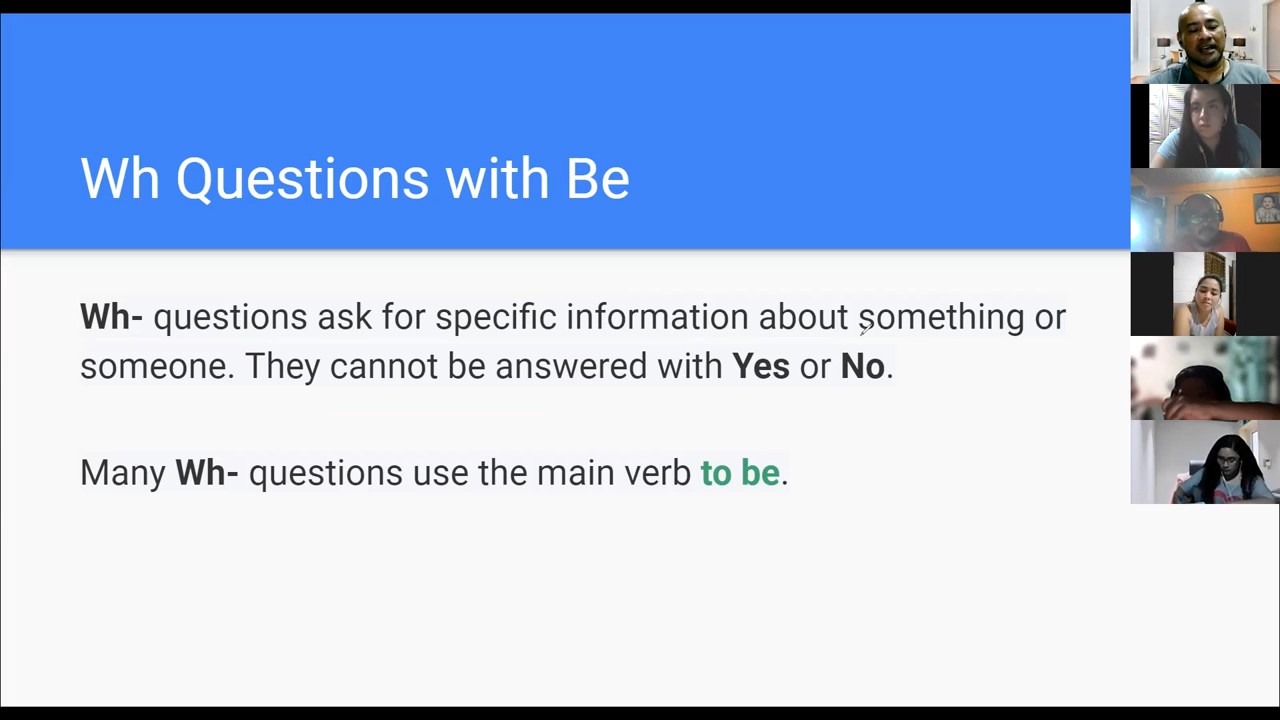 Wh Questions with Be
Wh- questions ask for specific information about something or
someone. They cannot be answered with Yes or No.
Many Wh- questions use the main verb to be.